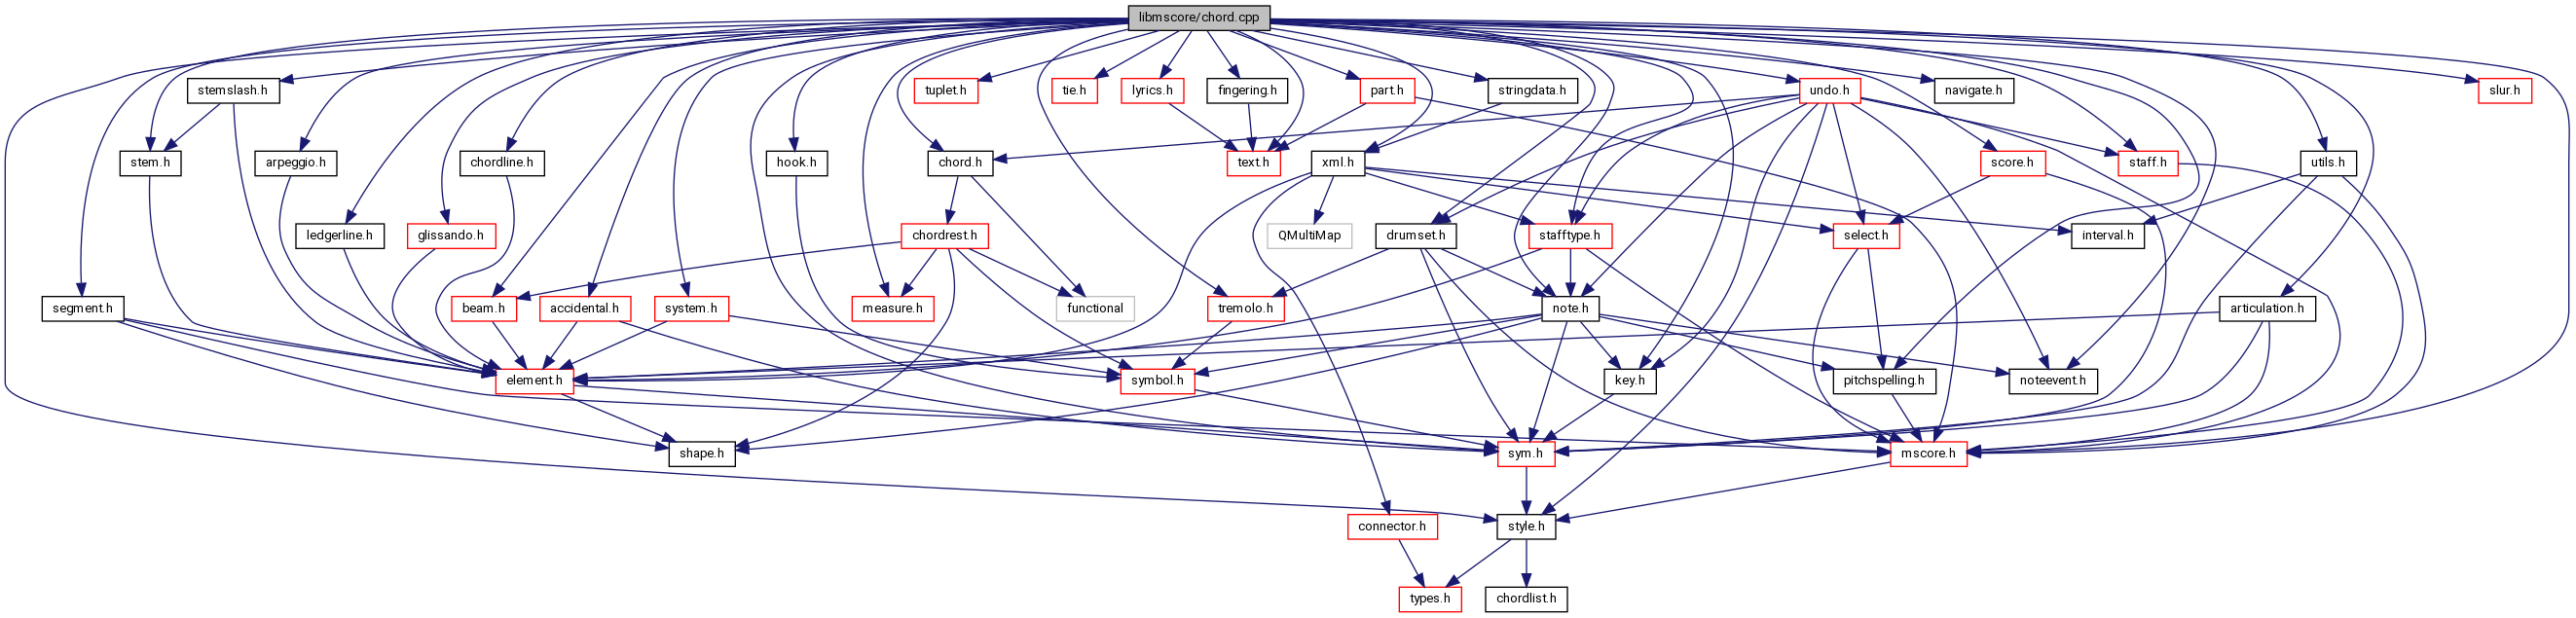 libmscore/chord.cpp
stemslash.h
tuplet.h
tie.h
lyrics.h
fingering.h
part.h
stringdata.h
undo.h
navigate.h
slur.h
stem.h
arpeggio.h
chordline.h
hook.h
chord.h
text.h
xml.h
score.h
staff.h
utils.h
ledgerline.h
glissando.h
chordrest.h
QMultiMap
drumset.h
stafftype.h
select.h
interval.h
segment.h
beam.h
accidental.h
system.h
measure.h
functional
tremolo.h
note.h
articulation.h
element.h
symbol.h
key.h
pitchspelling.h
noteevent.h
shape.h
sym.h
mscore.h
connector.h
style.h
types.h
chordlist.h